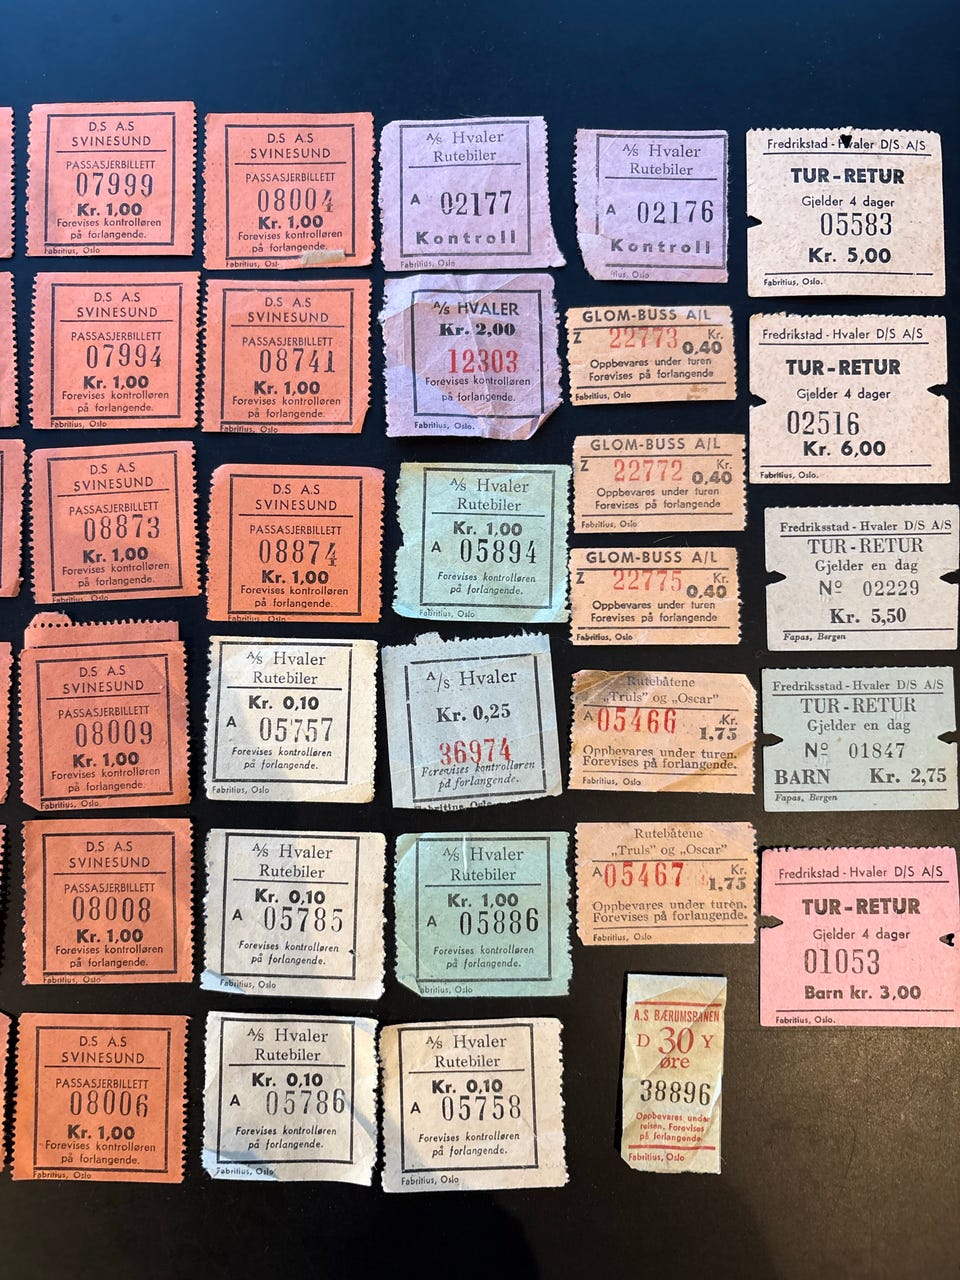 D.S A.S
SVINESUND
PASSASJERBILLETT
07999
Kr. 1,00
Forevises kontrolløren
på forlangende.
Fabritius, Oslo
D.S A.S
SVINESUND
PASSASJERBILLETT
07994
Kr. 1,00
Forevises kontrolløren
på forlangende.
Fabritius, Oslo
D.S A.S
SVINESUND
PASSASJERBILLETT
08873
Kr. 1,00
Forevises kontrolløren
på forlangende.
Fabritius, Oslo
D.S A.S
SVINESUND
PASSASJERBILLETT
08009
Kr. 1,00
Forevises kontrolløren
på forlangende.
Fabritius, Oslo
D.S A.S
SVINESUND
PASSASJERBILLETT
08008
Kr. 1,00
Forevises kontrolløren
på forlangende.
Fabritius, Oslo
D.S A.S
SVINESUND
PASSASJERBILLETT
08006
Kr. 1,00
Forevises kontrolløren
på forlangende.
Fabritius, Oslo
D.S A.S
SVINESUND
PASSASJERBILLETT
08004
Kr. 1,00
Forevises kontrolløren
på forlangende.
Fabritius, Osl
D.S A.S
SVINESUND
PASSASJERBILLETT
08741
Kr. 1,00
Forevises kontrolløren
på forlangende.
Fabritius, Oslo
D.S A.S
SVINESUND
PASSASJERBILLETT
08874
Kr. 1,00
Forevises kontrolløren
på forlangende.
Fabritius, Oslo
A/s Hvaler
Rutebiler
Kr. 0,10
A 05757
Forevises kontrolløren
på forlangende.
Fabritius, Oslo
A/s Hvaler
Rutebiler
Kr. 0,10
A 05785
Forevises kontrolløren
på forlangende.
Fabritius, Oslo
A/s Hvaler
Rutebiler
Kr. 0,10
A 05786
Forevises kontrolløren
på forlangende.
Fabritius, Oslo
A/s Hvaler
Rutebiler
A 02177
Kontroll
Fabritius, Oslo
A/s HVALER
Kr. 2,00
12303
Forevises kontrolløren
på forlangende.
Fabritius, Oslo.
A/s Hvaler
Rutebiler
Kr. 1,00
A 05894
Forevises kontrolløren
på forlangende.
Fabritius, Oslo
A/s Hvaler
Kr. 0,25
36974
Forevises kontrolløren
på forlangende.
Fabritius, Oslo
A/s Hvaler
Rutebiler
Kr. 1,00
A 05886
Forevises kontrolløren
på forlangende.
Fabritius, Oslo
A/s Hvaler
Rutebiler
Kr. 0,10
A 05758
Forevises kontrolløren
på forlangende.
Fabritius, Oslo
A/s Hvaler
Rutebiler
A 02176
Kontroll
Oslo
GLOM-BUSS A/L
Z 22773 Kr. 0,40
Oppbevares under turen
Forevises på forlangende
Fabritius, Oslo
GLOM-BUSS A/L
Z 22772 Kr. 0,40
Oppbevares under turen
Forevises på forlangende.
Fabritius, Oslo
GLOM-BUSS A/L
Z 22775 Kr. 0,40
Oppbevares under turen
Forevises på forlangende.
Fabritius, Oslo
Rutebåtene
„Truls" og „Oscar"
A 05466 Kr. 1,75
Oppbevares under turen.
Forevises på forlangende.
Fabritius, Oslo
Rutebåtene
„Truls" og „Oscar"
A 05467 Kr. 1,75
Oppbevares under turen.
Forevises på forlangende.
Fabritius, Oslo
A.S BÆRUMSBANEN
D 30 Y
øre
38896
Oppbevares under
reisen. Forevises
på forlangende
Fabritius, Oslo
Fredrikstad - Hvaler D/S A/S
TUR-RETUR
Gjelder 4 dager
05583
Kr. 5,00
Fabritius, Oslo.
Fredrikstad - Hvaler D/S A/S
TUR-RETUR
Gjelder 4 dager
02516
Kr. 6,00
Fabritius, Oslo.
Fredriksstad - Hvaler D/S A/S
TUR-RETUR
Gjelder en dag
Nº 02229
Kr. 5,50
Fapas, Bergen
Fredriksstad - Hvaler D/S A/S
TUR-RETUR
Gjelder en dag
Nº 01847
BARN Kr. 2,75
Fapas, Bergen
Fredrikstad - Hvaler D/S A/S
TUR-RETUR
Gjelder 4 dager
01053
Barn kr. 3,00
Fabritius, Oslo.